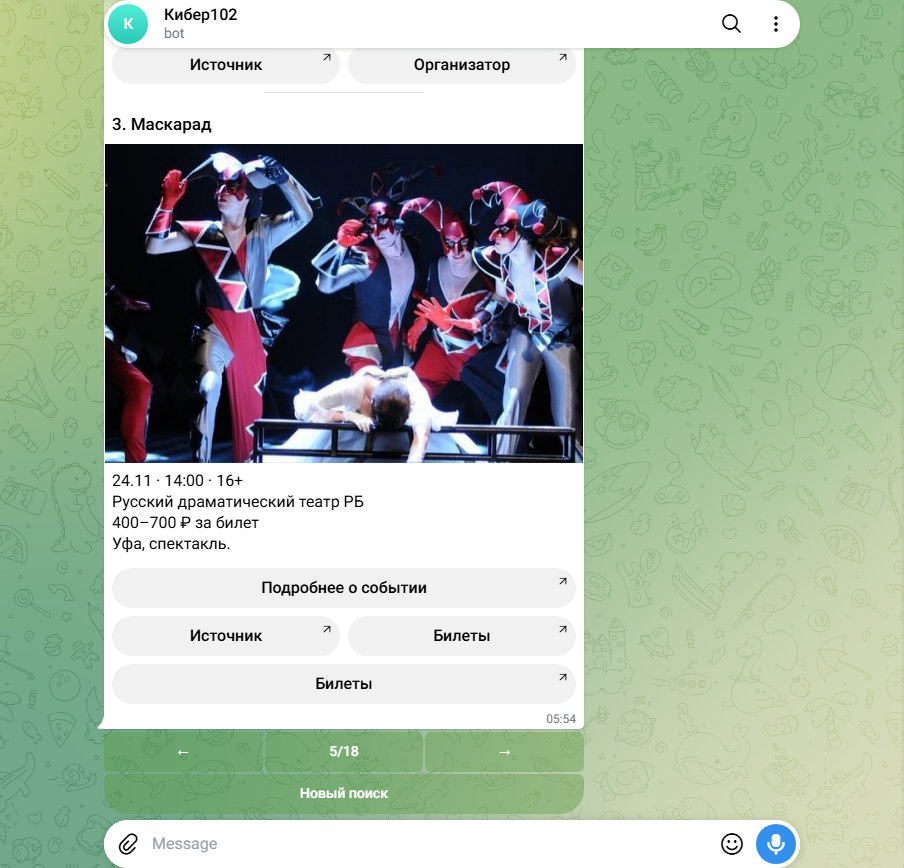 К
Кибер102
bot
Источник
Организатор
3. Маскарад
24.11 · 14:00 · 16+
Русский драматический театр РБ
400–700 ₽ за билет
Уфа, спектакль.
Подробнее о событии
Источник
Билеты
Билеты
05:54
←
5/18
→
Новый поиск
Message